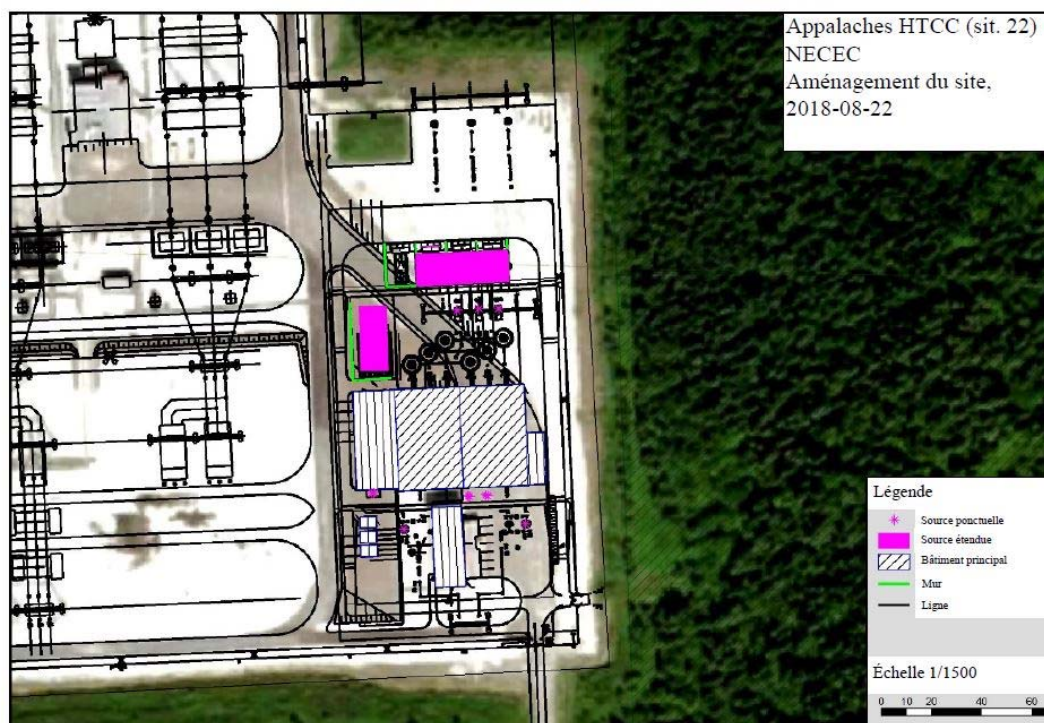 Appalaches HTCC (sit. 22)
NECEC
Aménagement du site,
2018-08-22
Légende
Source ponctuelle
Source étendue
Bâtiment principal
Mur
Ligne
Échelle 1/1500
0 10 20 40 60